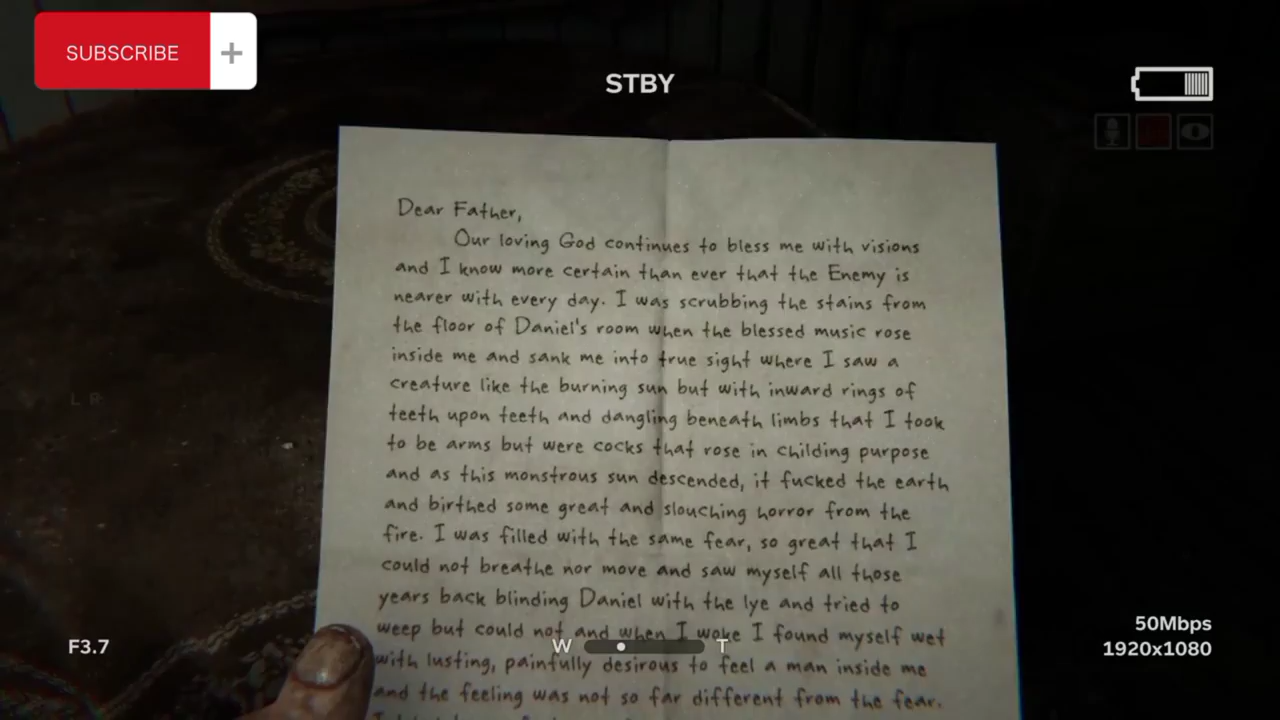 SUBSCRIBE +
STBY
Dear Father,
Our loving God continues to bless me with visions
and I know more certain than ever that the Enemy is
nearer with every day. I was scrubbing the stains from
the floor of Daniel's room when the blessed music rose
inside me and sank me into true sight where I saw a
creature like the burning sun but with inward rings of
teeth upon teeth and dangling beneath limbs that I took
to be arms but were cocks that rose in childing purpose
and as this monstrous sun descended, it fucked the earth
and birthed some great and slouching horror from the
fire. I was filled with the same fear, so great that I
could not breathe nor move and saw myself all those
years back blinding Daniel with the lye and tried to
weep but could not and when I woke I found myself wet
with lusting, painfully desirous to feel a man inside me
and the feeling was not so far different from the fear.
L R
F3.7
W T
50Mbps
1920x1080